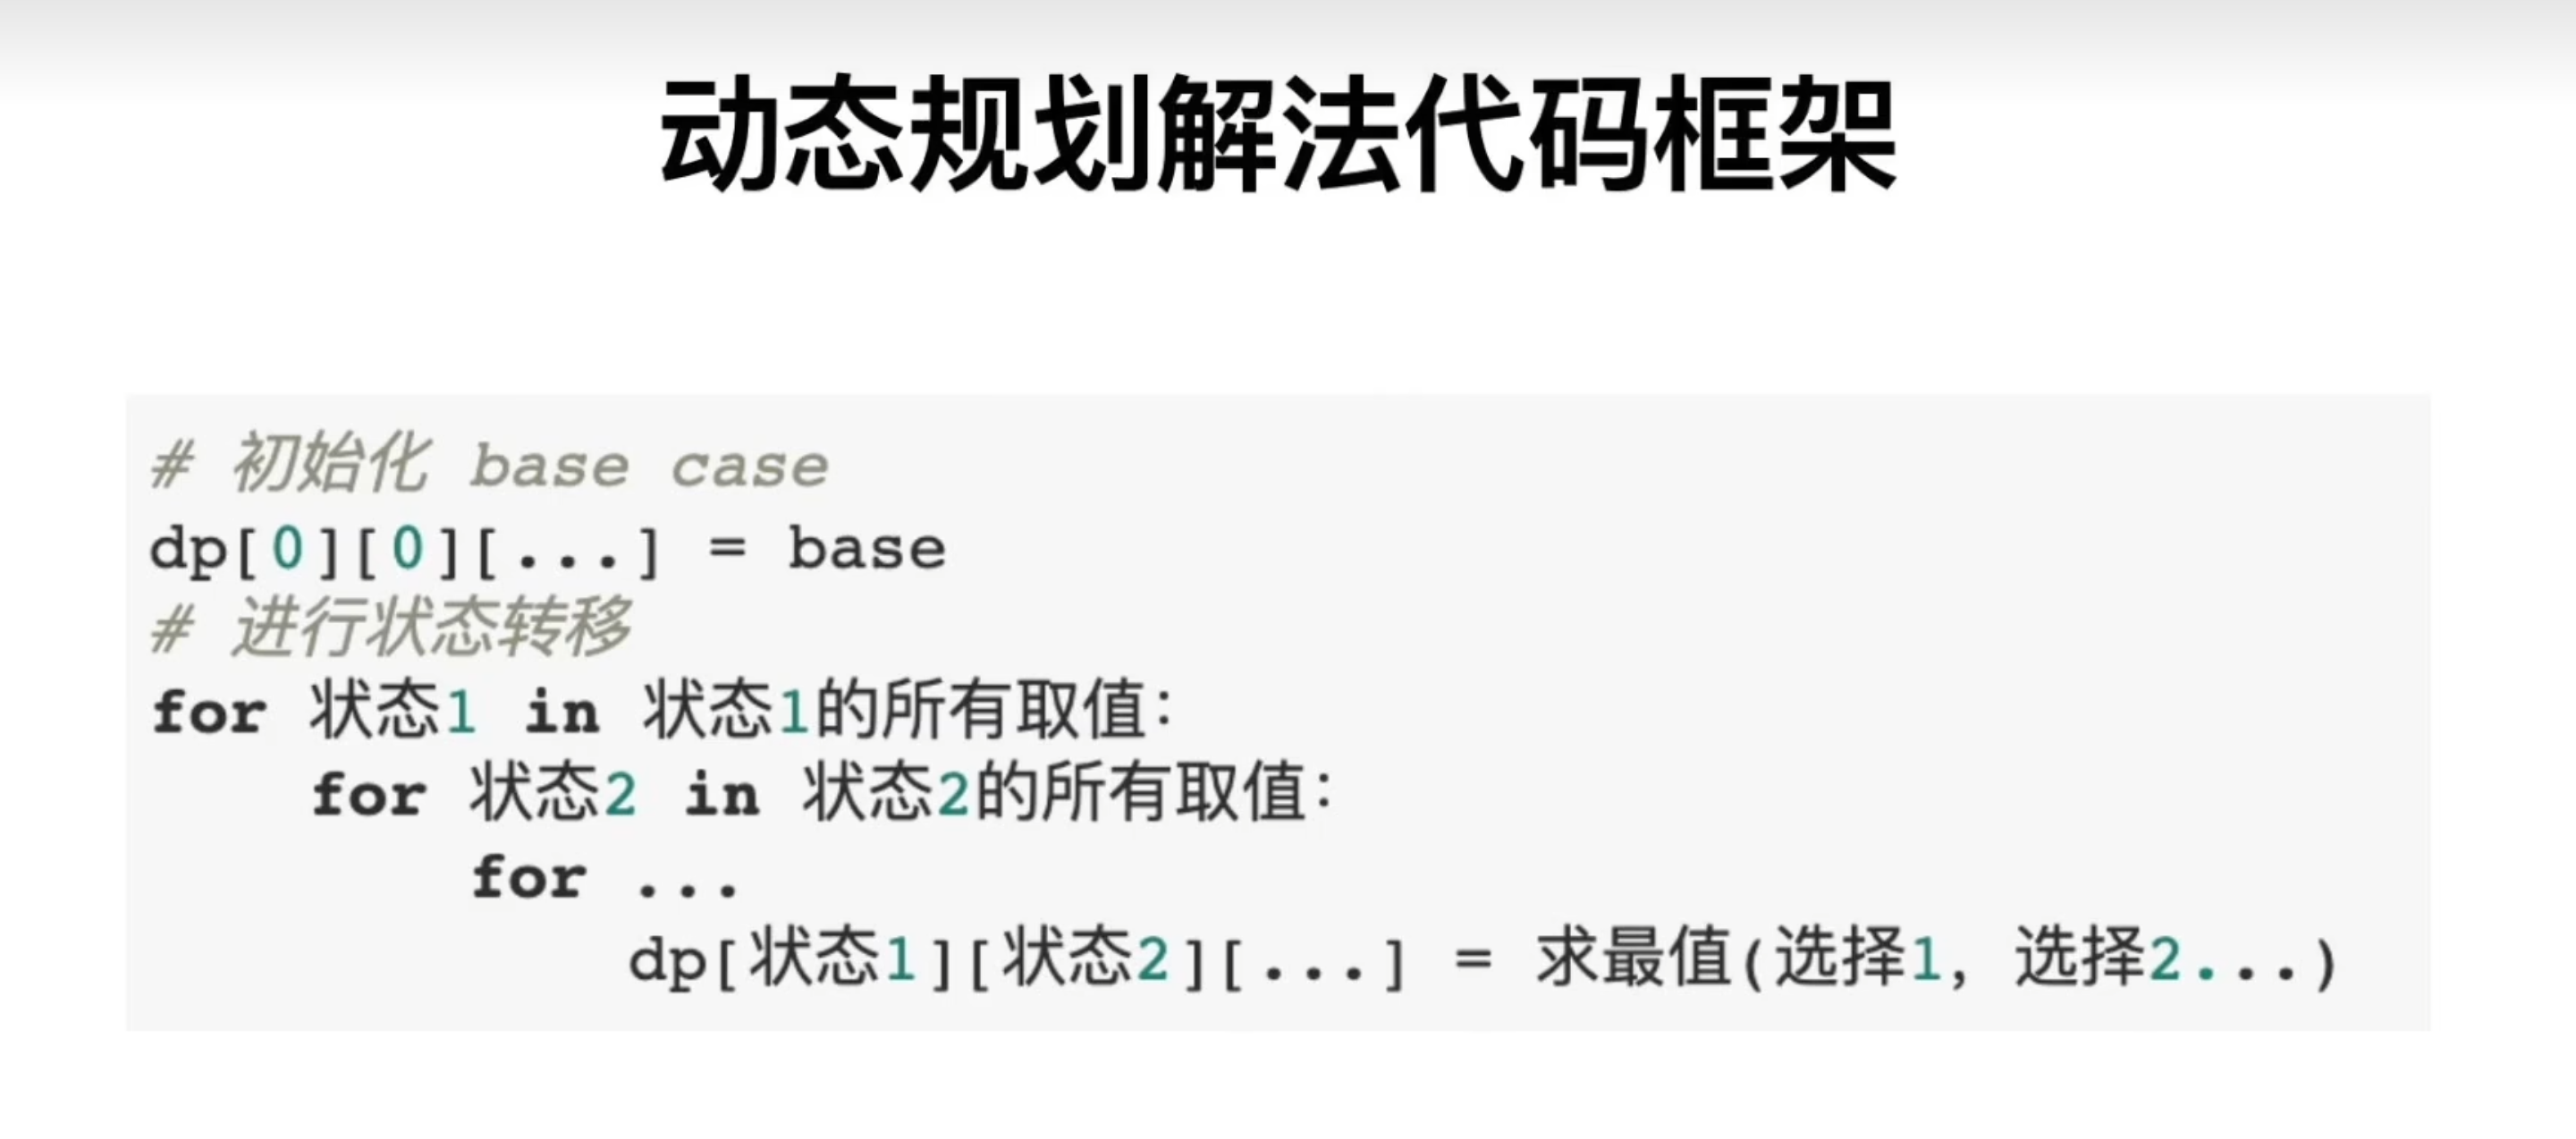 动态规划解法代码框架
# 初始化 base case
dp[0][0][...] = base
# 进行状态转移
for 状态1 in 状态1的所有取值:
    for 状态2 in 状态2的所有取值:
        for ...
            dp[状态1][状态2][...] = 求最值(选择1, 选择2...)